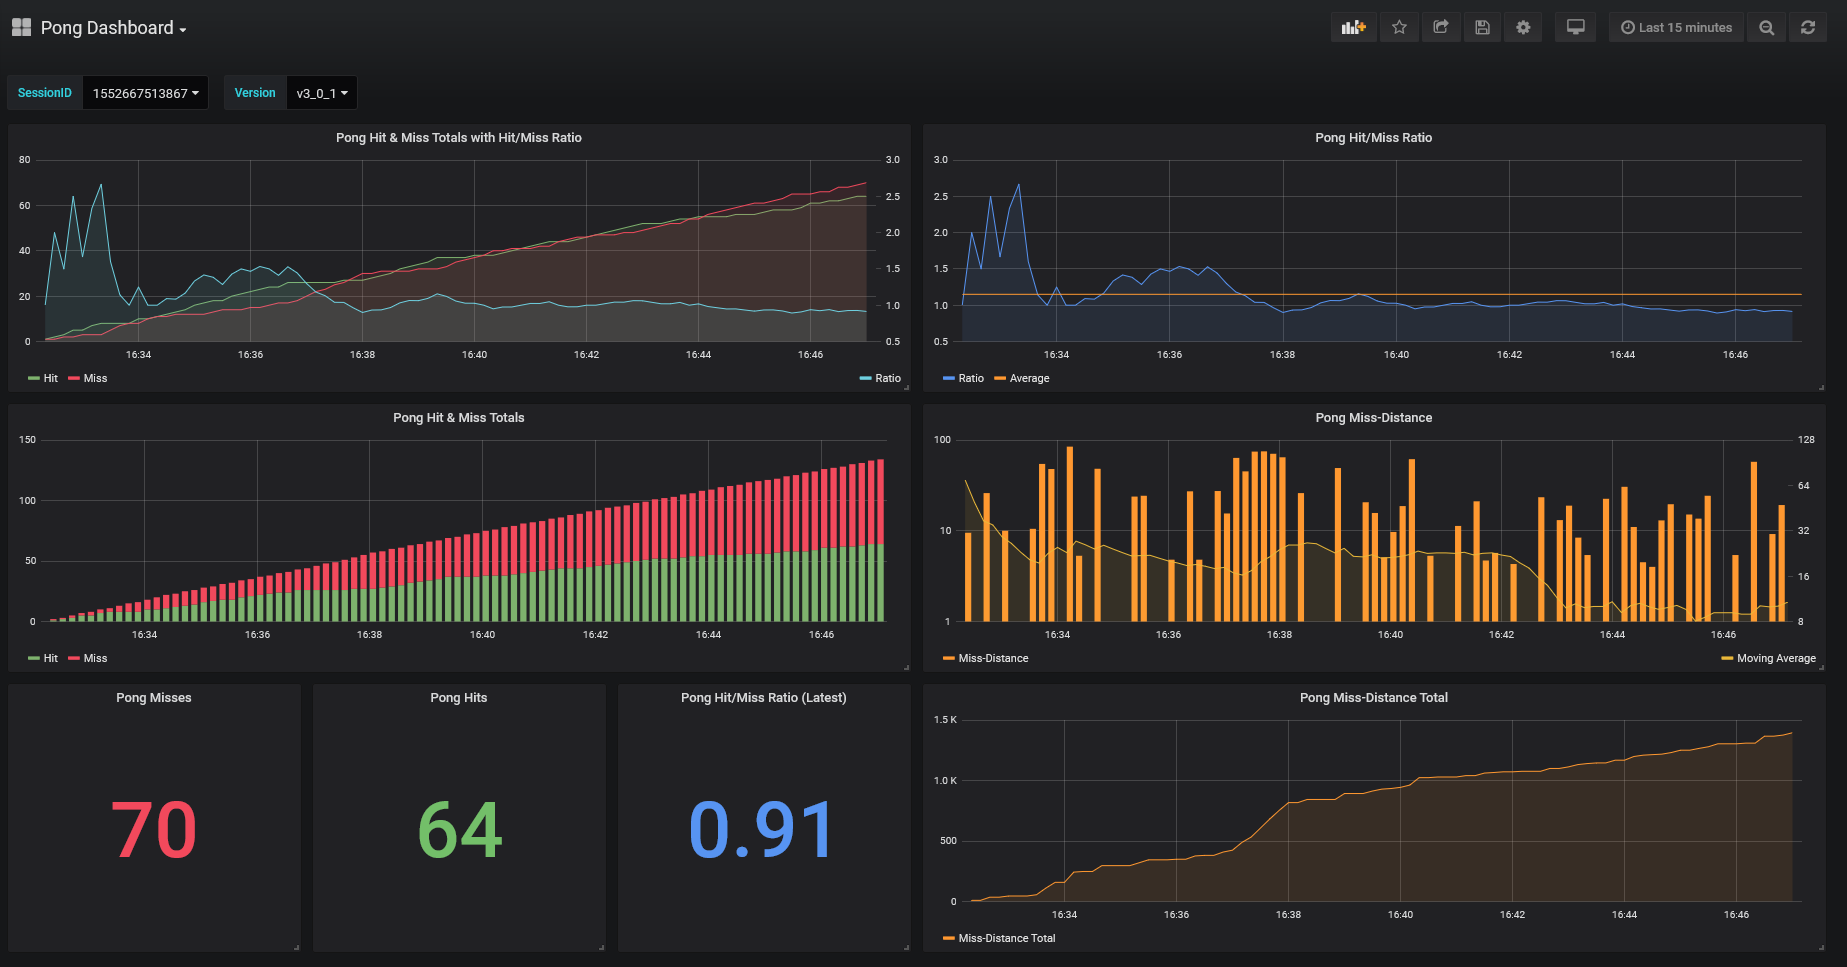 Pong Dashboard
Last 15 minutes
SessionID 1552667513867 Version v3_0_1
Pong Hit & Miss Totals with Hit/Miss Ratio
80 3.0
2.5
60
2.0
40
1.5
20 1.0
0 0.5
16:34 16:36 16:38 16:40 16:42 16:44 16:46
Hit Miss Ratio
Pong Hit/Miss Ratio
3.0
2.5
2.0
1.5
1.0
0.5
16:34 16:36 16:38 16:40 16:42 16:44 16:46
Ratio Average
Pong Hit & Miss Totals
150
100
50
0
16:34 16:36 16:38 16:40 16:42 16:44 16:46
Hit Miss
Pong Miss-Distance
100 128
64
10 32
16
1 8
16:34 16:36 16:38 16:40 16:42 16:44 16:46
Miss-Distance Moving Average
Pong Misses
70
Pong Hits
64
Pong Hit/Miss Ratio (Latest)
0.91
Pong Miss-Distance Total
1.5 K
1.0 K
500
0
16:34 16:36 16:38 16:40 16:42 16:44 16:46
Miss-Distance Total